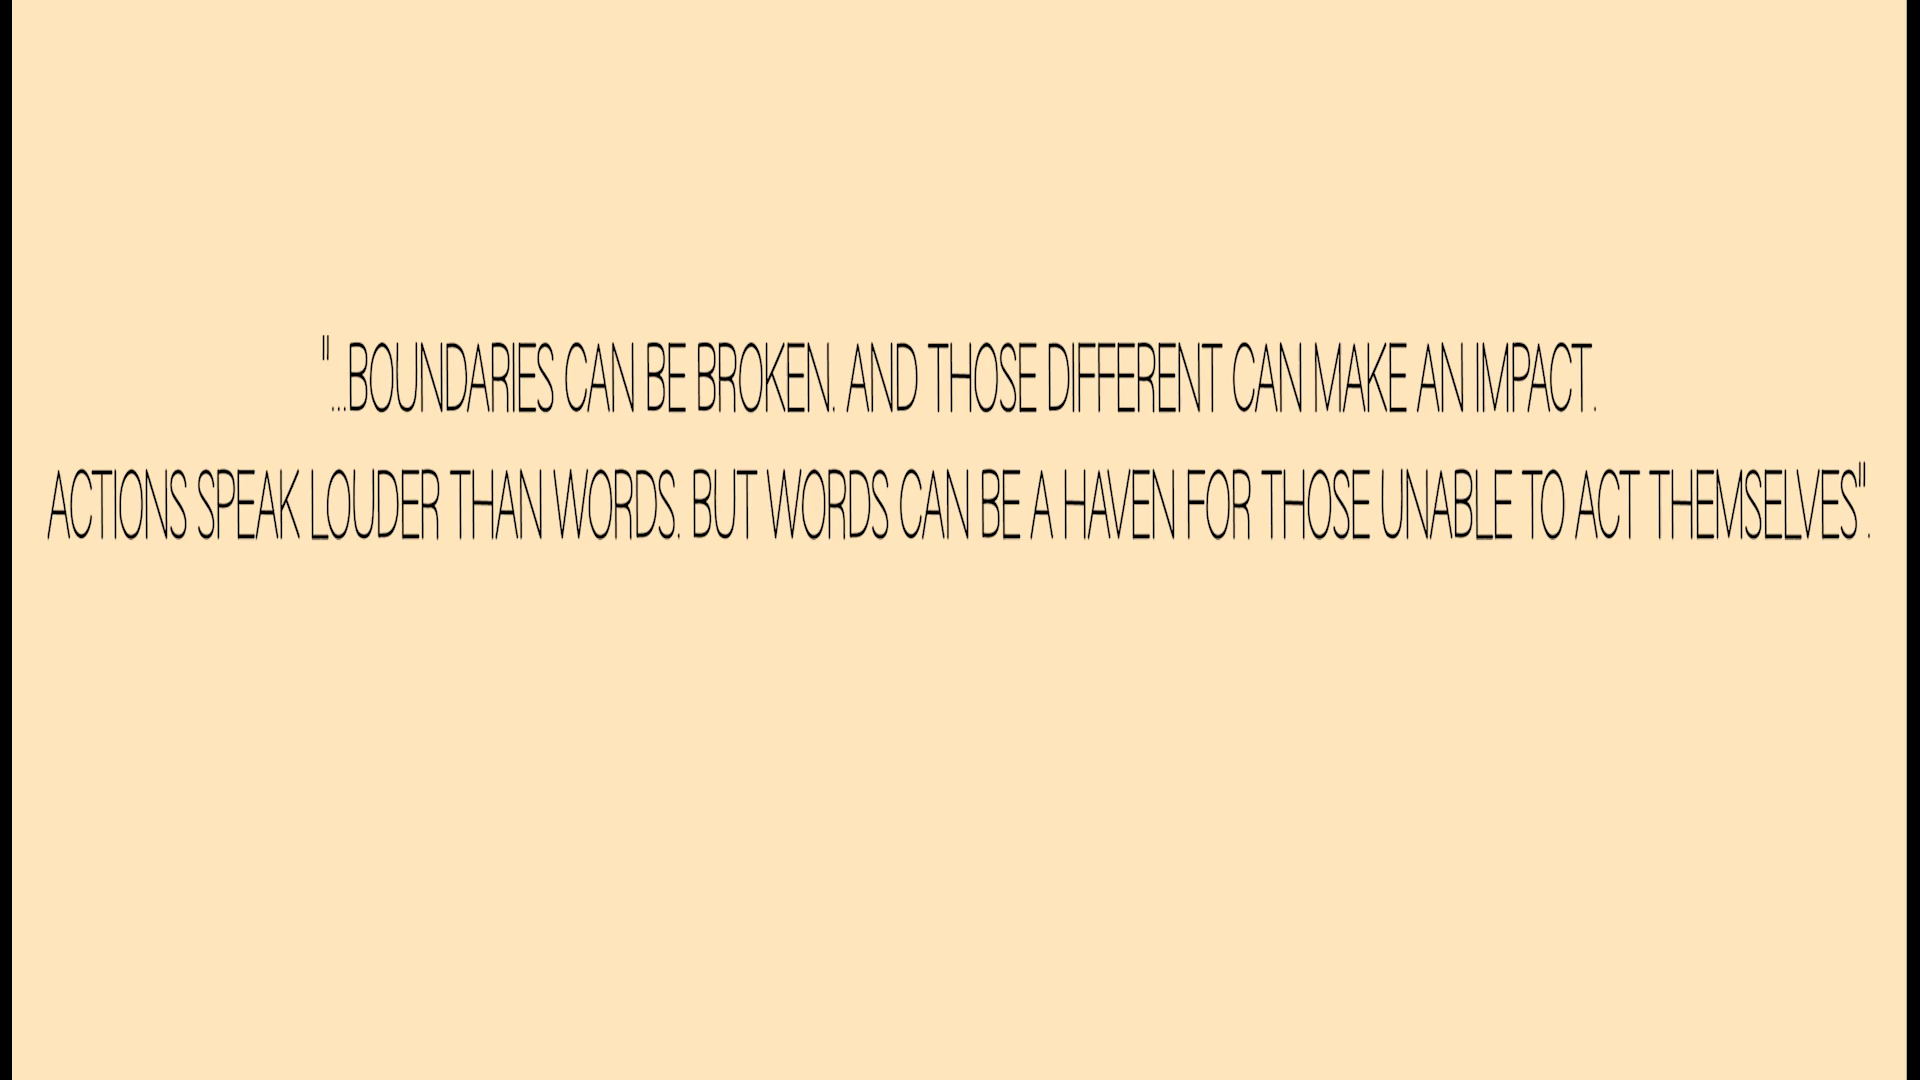 "...BOUNDARIES CAN BE BROKEN. AND THOSE DIFFERENT CAN MAKE AN IMPACT.
ACTIONS SPEAK LOUDER THAN WORDS. BUT WORDS CAN BE A HAVEN FOR THOSE UNABLE TO ACT THEMSELVES".